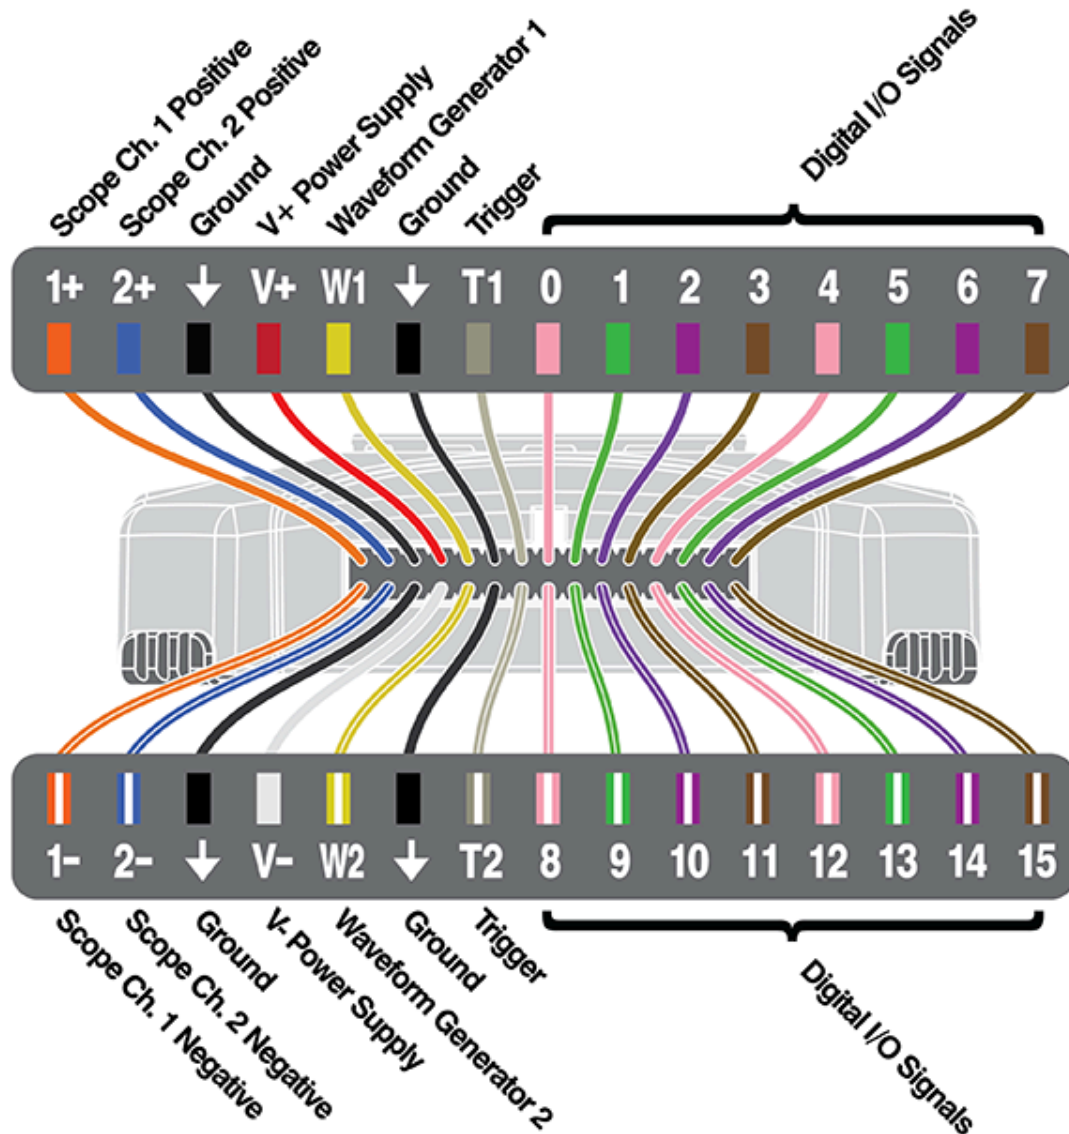 Scope Ch. 1 Positive
Scope Ch. 2 Positive
Ground
V+ Power Supply
Waveform Generator 1
Ground
Trigger
Digital I/O Signals
1+ 2+ ↓ V+ W1 ↓ T1 0 1 2 3 4 5 6 7
1- 2- ↓ V- W2 ↓ T2 8 9 10 11 12 13 14 15
Scope Ch. 1 Negative
Scope Ch. 2 Negative
Ground
V- Power Supply
Waveform Generator 2
Ground
Trigger
Digital I/O Signals